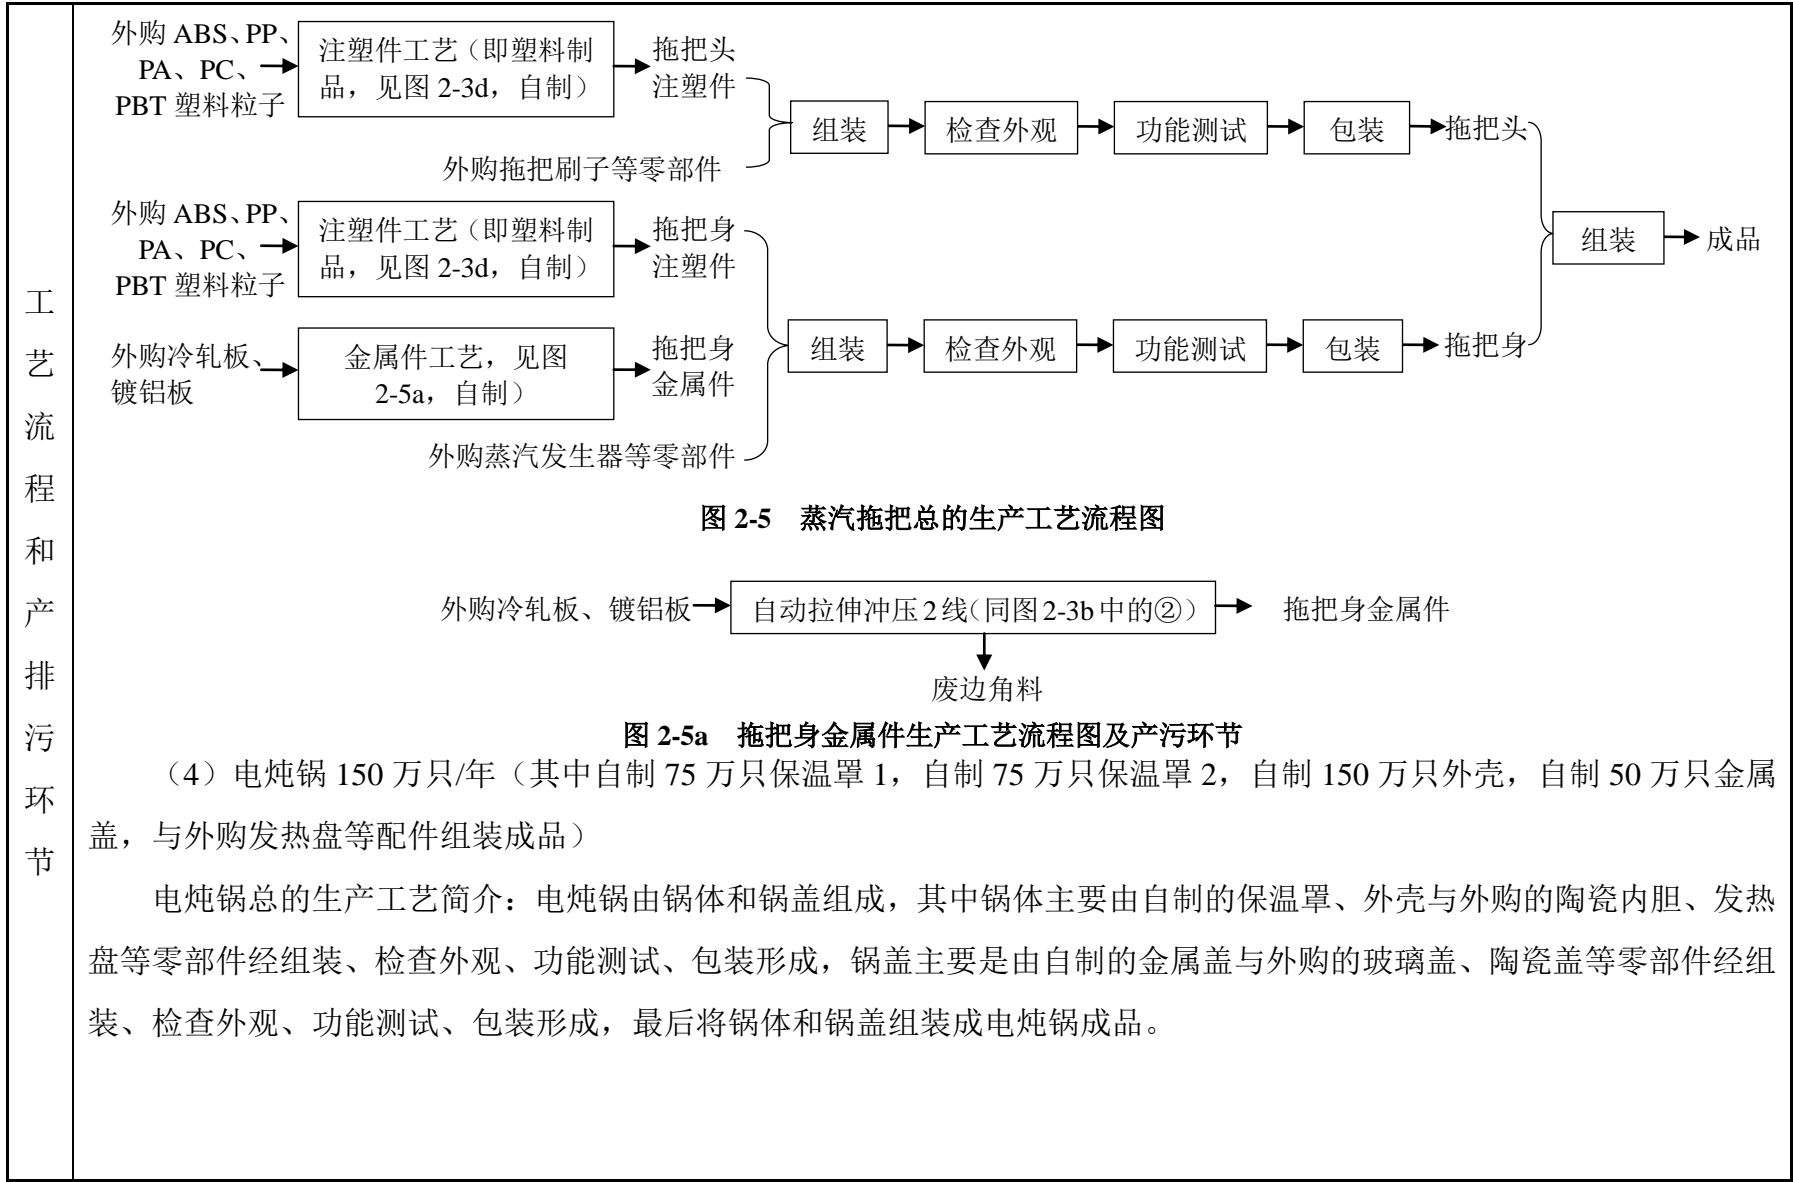 工
艺
流
程
和
产
排
污
环
节
外购 ABS、PP、
PA、PC、
PBT 塑料粒子
注塑件工艺（即塑料制
品，见图 2-3d，自制）
拖把头
注塑件
外购拖把刷子等零部件
组装
检查外观
功能测试
包装
拖把头
外购 ABS、PP、
PA、PC、
PBT 塑料粒子
注塑件工艺（即塑料制
品，见图 2-3d，自制）
拖把身
注塑件
外购冷轧板、
镀铝板
金属件工艺，见图
2-5a，自制）
拖把身
金属件
外购蒸汽发生器等零部件
组装
检查外观
功能测试
包装
拖把身
组装
成品
图 2-5 蒸汽拖把总的生产工艺流程图
外购冷轧板、镀铝板
自动拉伸冲压 2 线（同图 2-3b 中的②）
拖把身金属件
废边角料
图 2-5a 拖把身金属件生产工艺流程图及产污环节
（4）电炖锅 150 万只/年（其中自制 75 万只保温罩 1，自制 75 万只保温罩 2，自制 150 万只外壳，自制 50 万只金属
盖，与外购发热盘等配件组装成品）
电炖锅总的生产工艺简介：电炖锅由锅体和锅盖组成，其中锅体主要由自制的保温罩、外壳与外购的陶瓷内胆、发热
盘等零部件经组装、检查外观、功能测试、包装形成，锅盖主要是由自制的金属盖与外购的玻璃盖、陶瓷盖等零部件经组
装、检查外观、功能测试、包装形成，最后将锅体和锅盖组装成电炖锅成品。